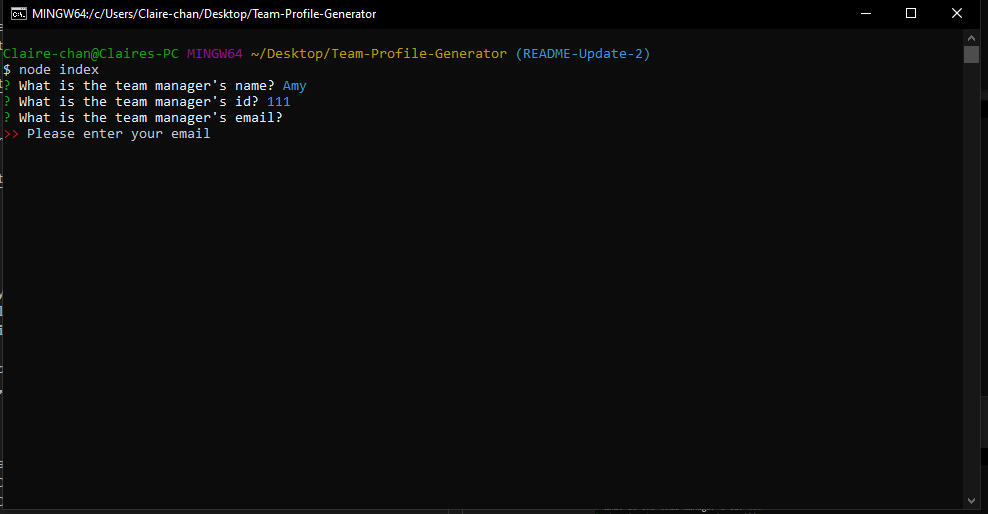 MINGW64:/c/Users/Claire-chan/Desktop/Team-Profile-Generator
Claire-chan@Claires-PC MINGW64 ~/Desktop/Team-Profile-Generator (README-Update-2)
$ node index
? What is the team manager's name? Amy
? What is the team manager's id? 111
? What is the team manager's email?
>> Please enter your email